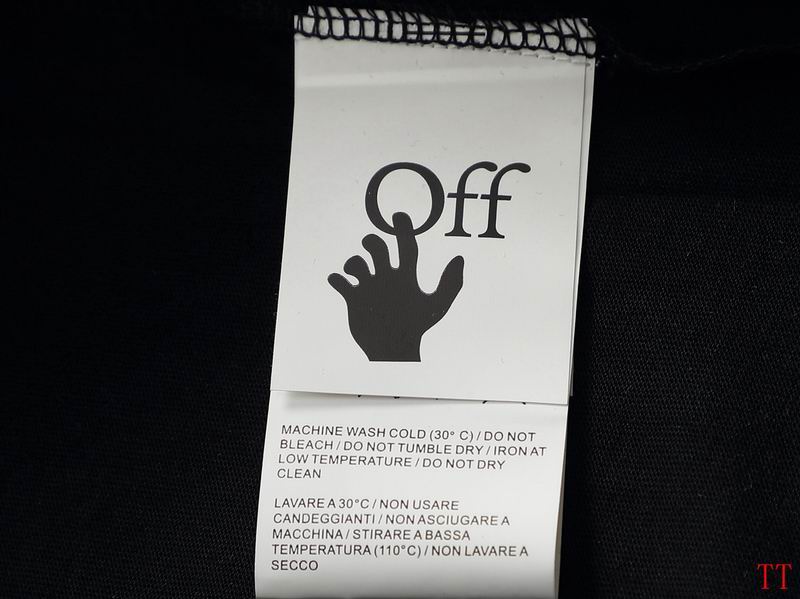 Off
MACHINE WASH COLD (30° C) / DO NOT
BLEACH / DO NOT TUMBLE DRY / IRON AT
LOW TEMPERATURE / DO NOT DRY
CLEAN
LAVARE A 30°C / NON USARE
CANDEGGIANTI / NON ASCIUGARE A
MACCHINA / STIRARE A BASSA
TEMPERATURA (110°C) / NON LAVARE A
SECCO
TT